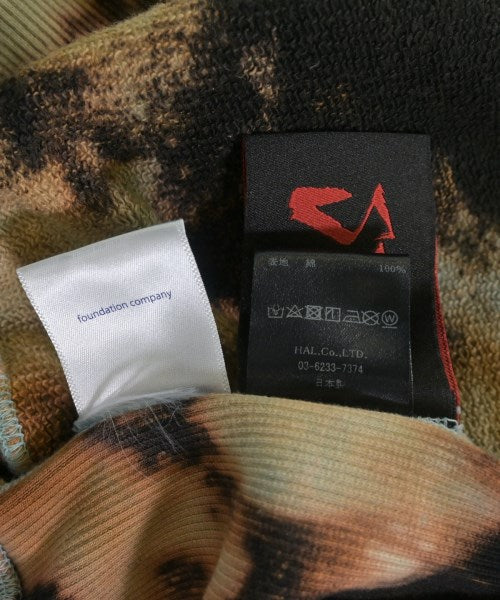 foundation company
表地 綿 100%
HAL.Co.,LTD.
03-6233-7374
日本製